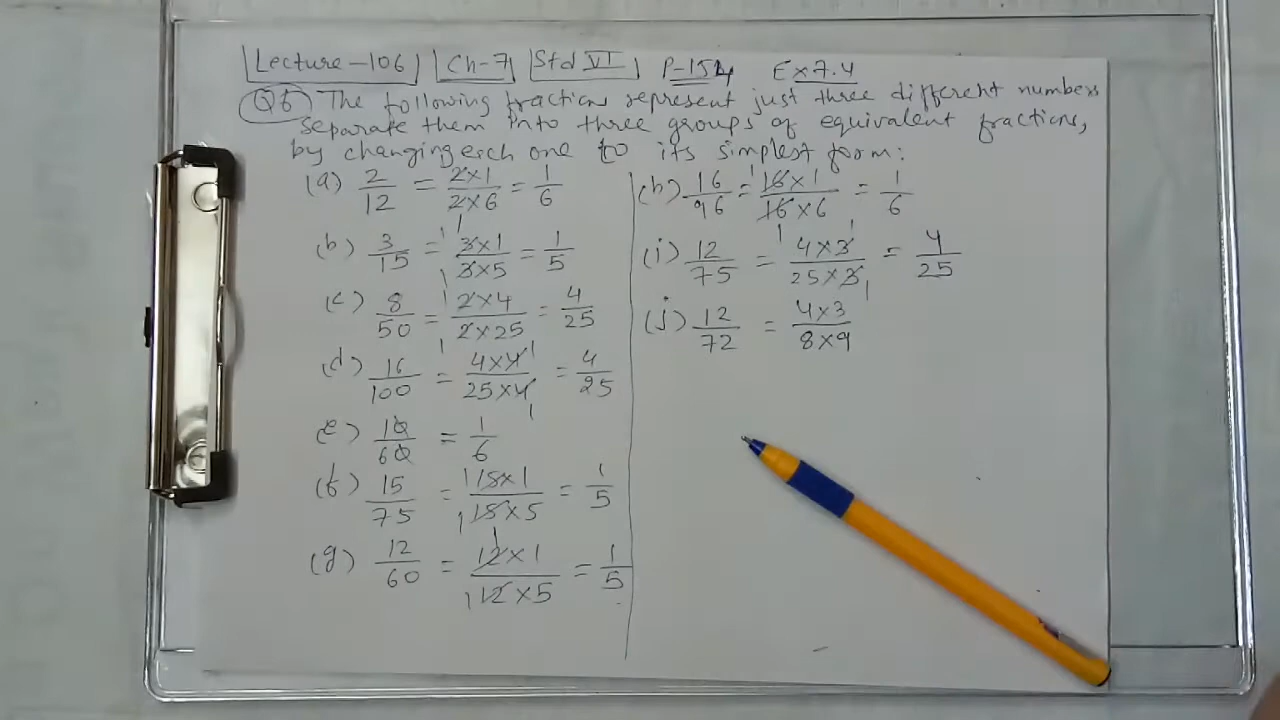 Lecture-106 Ch-7 Std VI P-154 Ex7.4
Q6) The following fractions represent just three different numbers
separate them into three groups of equivalent fractions,
by changing each one to its simplest form:
(a) 2/12 = 2×1/2×6 = 1/6
(b) 3/15 = 3×1/3×5 = 1/5
(c) 8/50 = 2×4/2×25 = 4/25
(d) 16/100 = 4×4/25×4 = 4/25
(e) 10/60 = 1/6
(f) 15/75 = 15×1/15×5 = 1/5
(g) 12/60 = 12×1/12×5 = 1/5
(h) 16/96 = 16×1/16×6 = 1/6
(i) 12/75 = 4×3/25×3 = 4/25
(j) 12/72 = 4×3/8×9